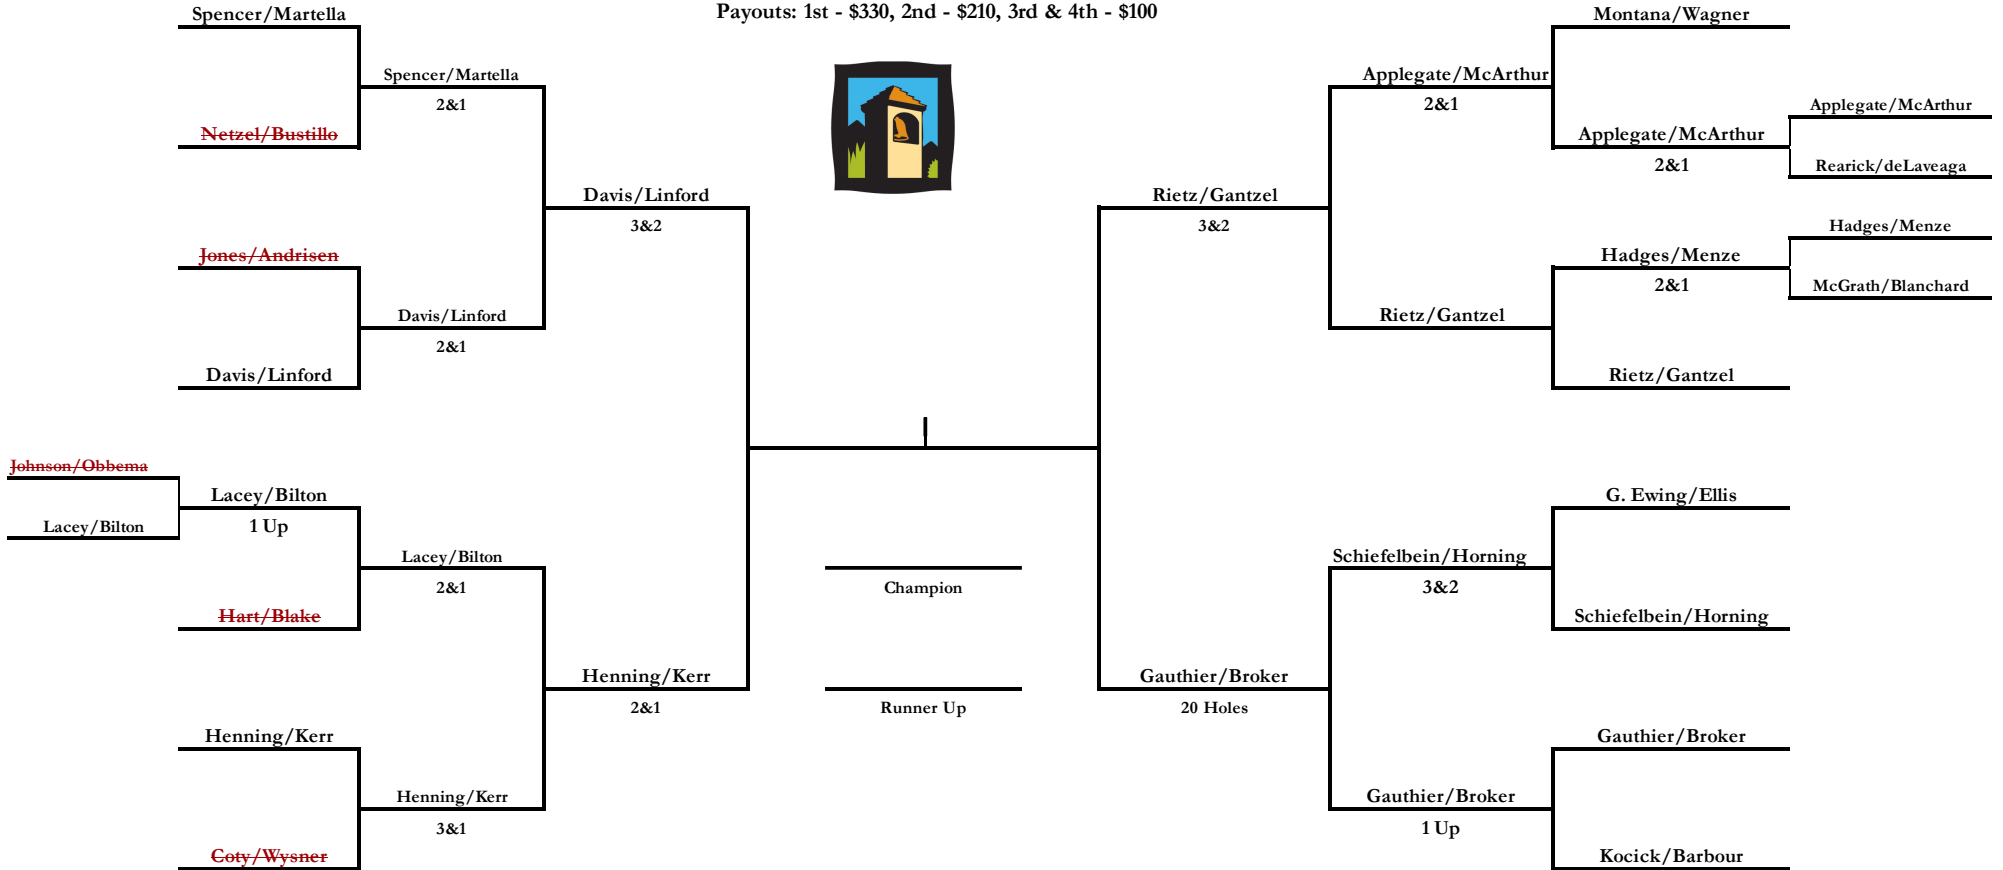 Payouts: 1st - $330, 2nd - $210, 3rd & 4th - $100
Spencer/Martella
Netzel/Bustillo
Jones/Andrisen
Davis/Linford
Johnson/Obbema
Lacey/Bilton
Lacey/Bilton
1 Up
Hart/Blake
Henning/Kerr
Coty/Wysner
Spencer/Martella
2&1
Davis/Linford
2&1
Lacey/Bilton
2&1
Henning/Kerr
3&1
Davis/Linford
3&2
Henning/Kerr
2&1
Champion
Runner Up
Rietz/Gantzel
3&2
Gauthier/Broker
20 Holes
Applegate/McArthur
2&1
Rietz/Gantzel
Schiefelbein/Horning
3&2
Gauthier/Broker
1 Up
Montana/Wagner
Applegate/McArthur
2&1
Hadges/Menze
2&1
Rietz/Gantzel
G. Ewing/Ellis
Schiefelbein/Horning
Gauthier/Broker
Kocick/Barbour
Applegate/McArthur
Rearick/deLaveaga
Hadges/Menze
McGrath/Blanchard